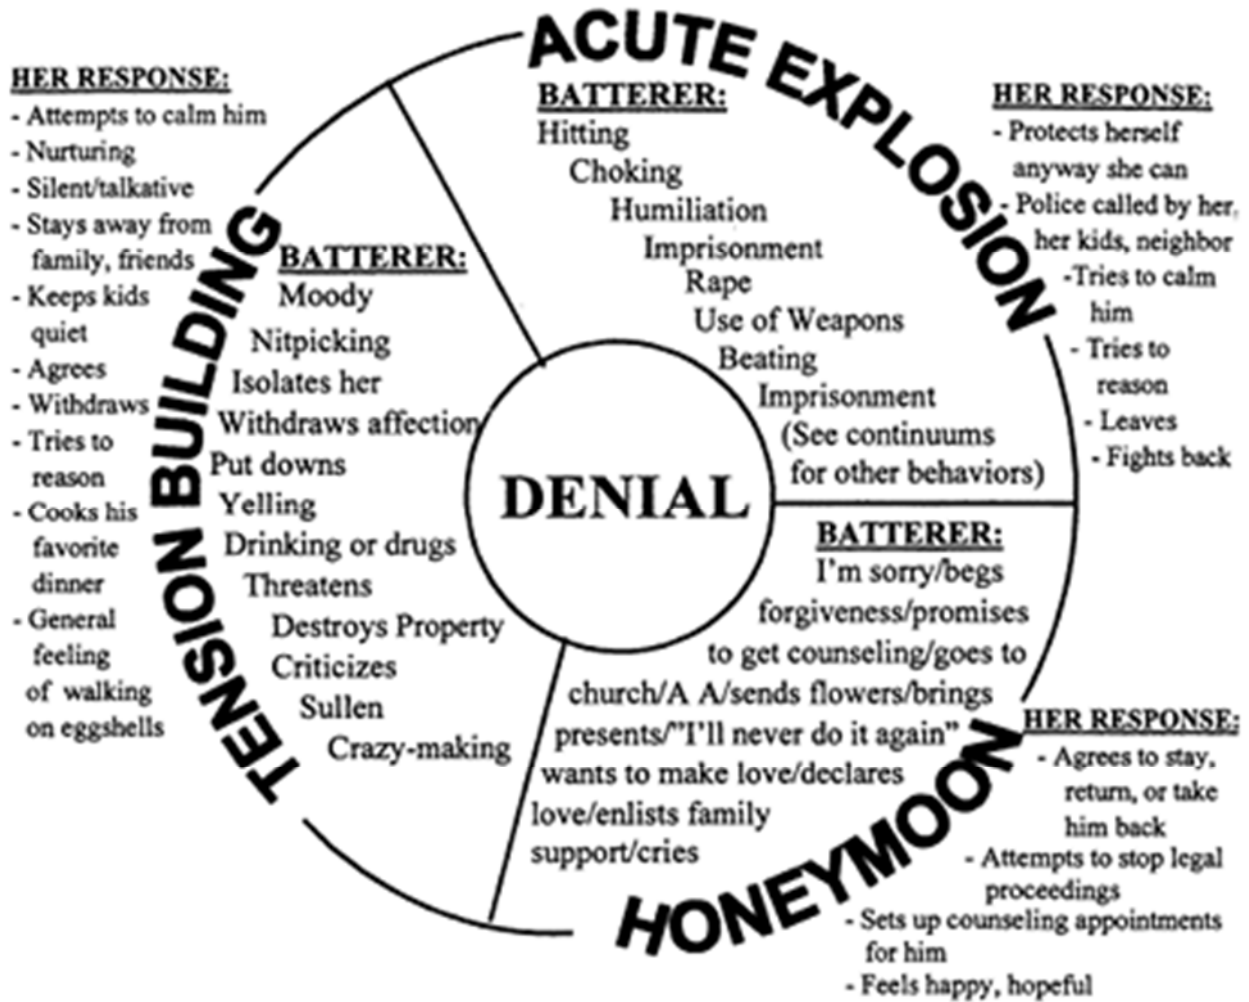 ACUTE EXPLOSION
BATTERER:
Hitting
Choking
Humiliation
Imprisonment
Rape
Use of Weapons
Beating
Imprisonment
(See continuums
for other behaviors)
HER RESPONSE:
- Protects herself
anyway she can
- Police called by her,
her kids, neighbor
-Tries to calm
him
- Tries to
reason
- Leaves
- Fights back
HER RESPONSE:
- Attempts to calm him
- Nurturing
- Silent/talkative
- Stays away from
family, friends
- Keeps kids
quiet
- Agrees
- Withdraws
- Tries to
reason
- Cooks his
favorite
dinner
- General
feeling
of walking
on eggshells
TENSION BUILDING
BATTERER:
Moody
Nitpicking
Isolates her
Withdraws affection
Put downs
Yelling
Drinking or drugs
Threatens
Destroys Property
Criticizes
Sullen
Crazy-making
DENIAL
BATTERER:
I'm sorry/begs
forgiveness/promises
to get counseling/goes to
church/A A/sends flowers/brings
presents/"I'll never do it again"
wants to make love/declares
love/enlists family
support/cries
HONEYMOON
HER RESPONSE:
- Agrees to stay,
return, or take
him back
- Attempts to stop legal
proceedings
- Sets up counseling appointments
for him
- Feels happy, hopeful